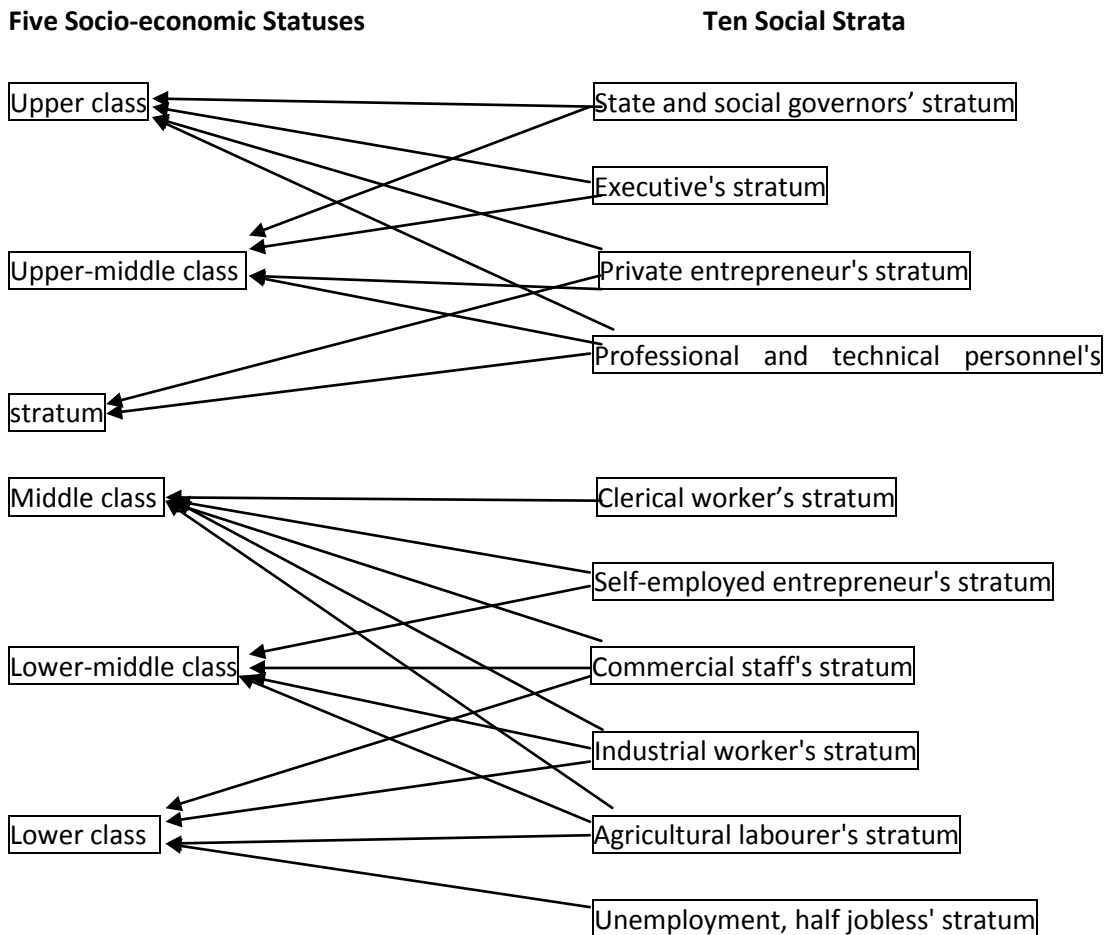 Five Socio-economic Statuses Ten Social Strata
Upper class State and social governors’ stratum
Executive's stratum
Upper-middle class Private entrepreneur's stratum
Professional and technical personnel's
stratum
Middle class Clerical worker’s stratum
Self-employed entrepreneur's stratum
Lower-middle class Commercial staff's stratum
Industrial worker's stratum
Lower class Agricultural labourer's stratum
Unemployment, half jobless' stratum